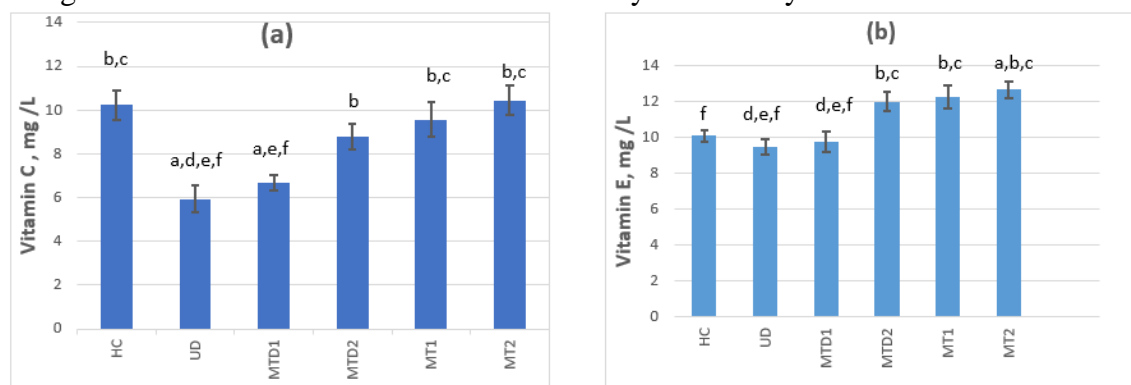 (a)
Vitamin C , mg /L
14
12
10
8
6
4
2
0
b,c
a,d,e,f
a,e,f
b
b,c
b,c
HC
UD
MTD1
MTD2
MT1
MT2
(b)
Vitamin E, mg /L
14
12
10
8
6
4
2
0
f
d,e,f
d,e,f
b,c
b,c
a,b,c
HC
UD
MTD1
MTD2
MT1
MT2